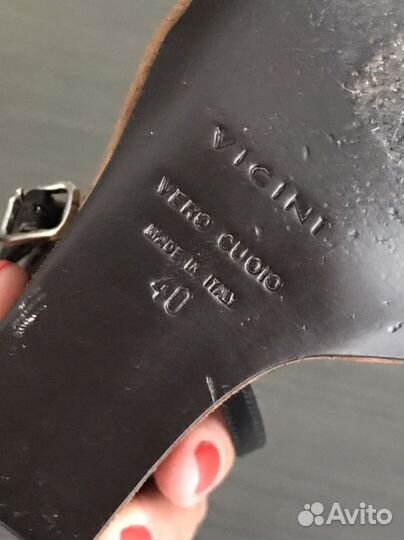 VICINI
VERO CUOIO
MADE IN ITALY
40
Avito